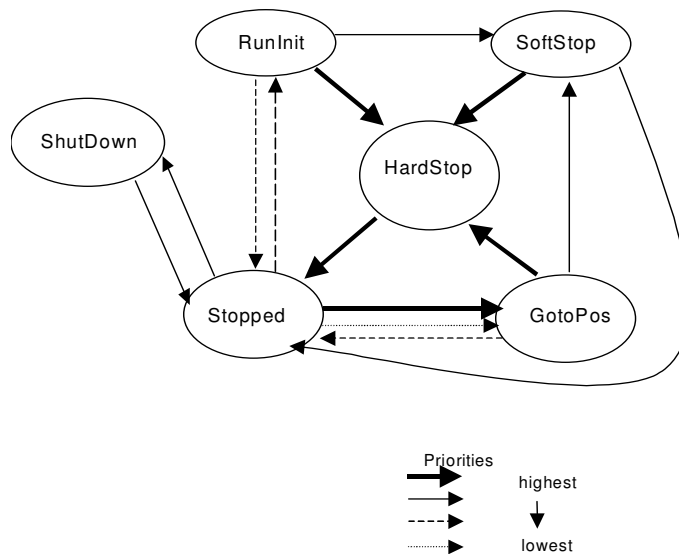 RunInit
SoftStop
ShutDown
HardStop
Stopped
GotoPos
Priorities
highest
lowest